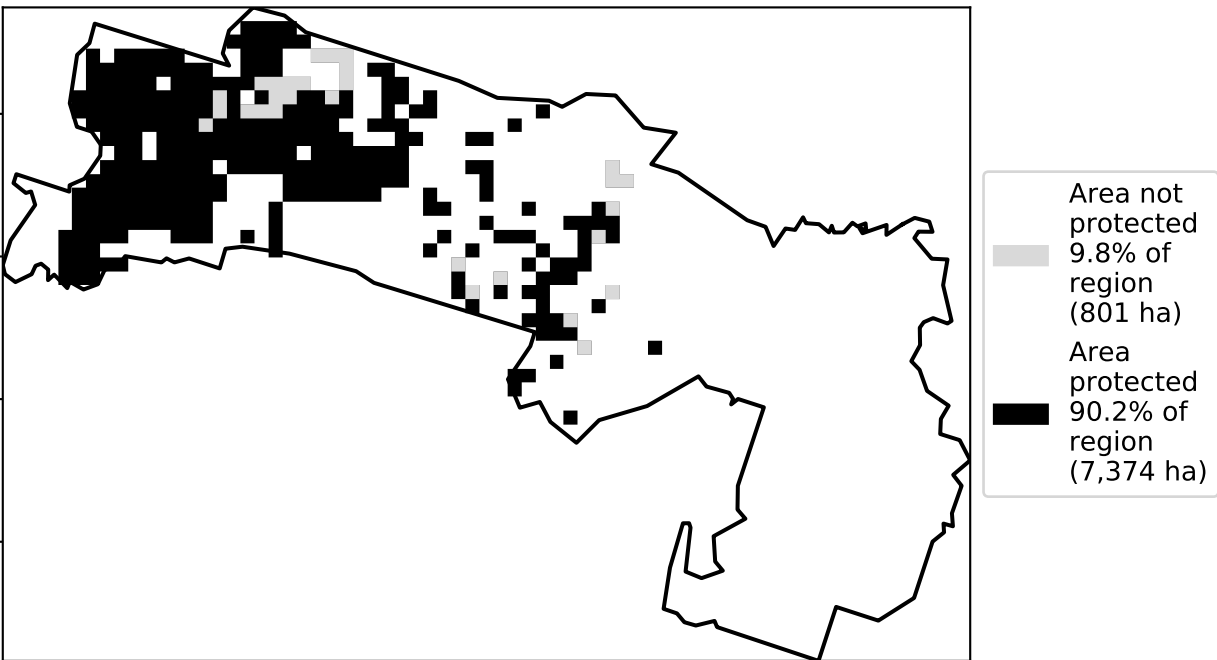 Area not
protected
9.8% of
region
(801 ha)
Area
protected
90.2% of
region
(7,374 ha)